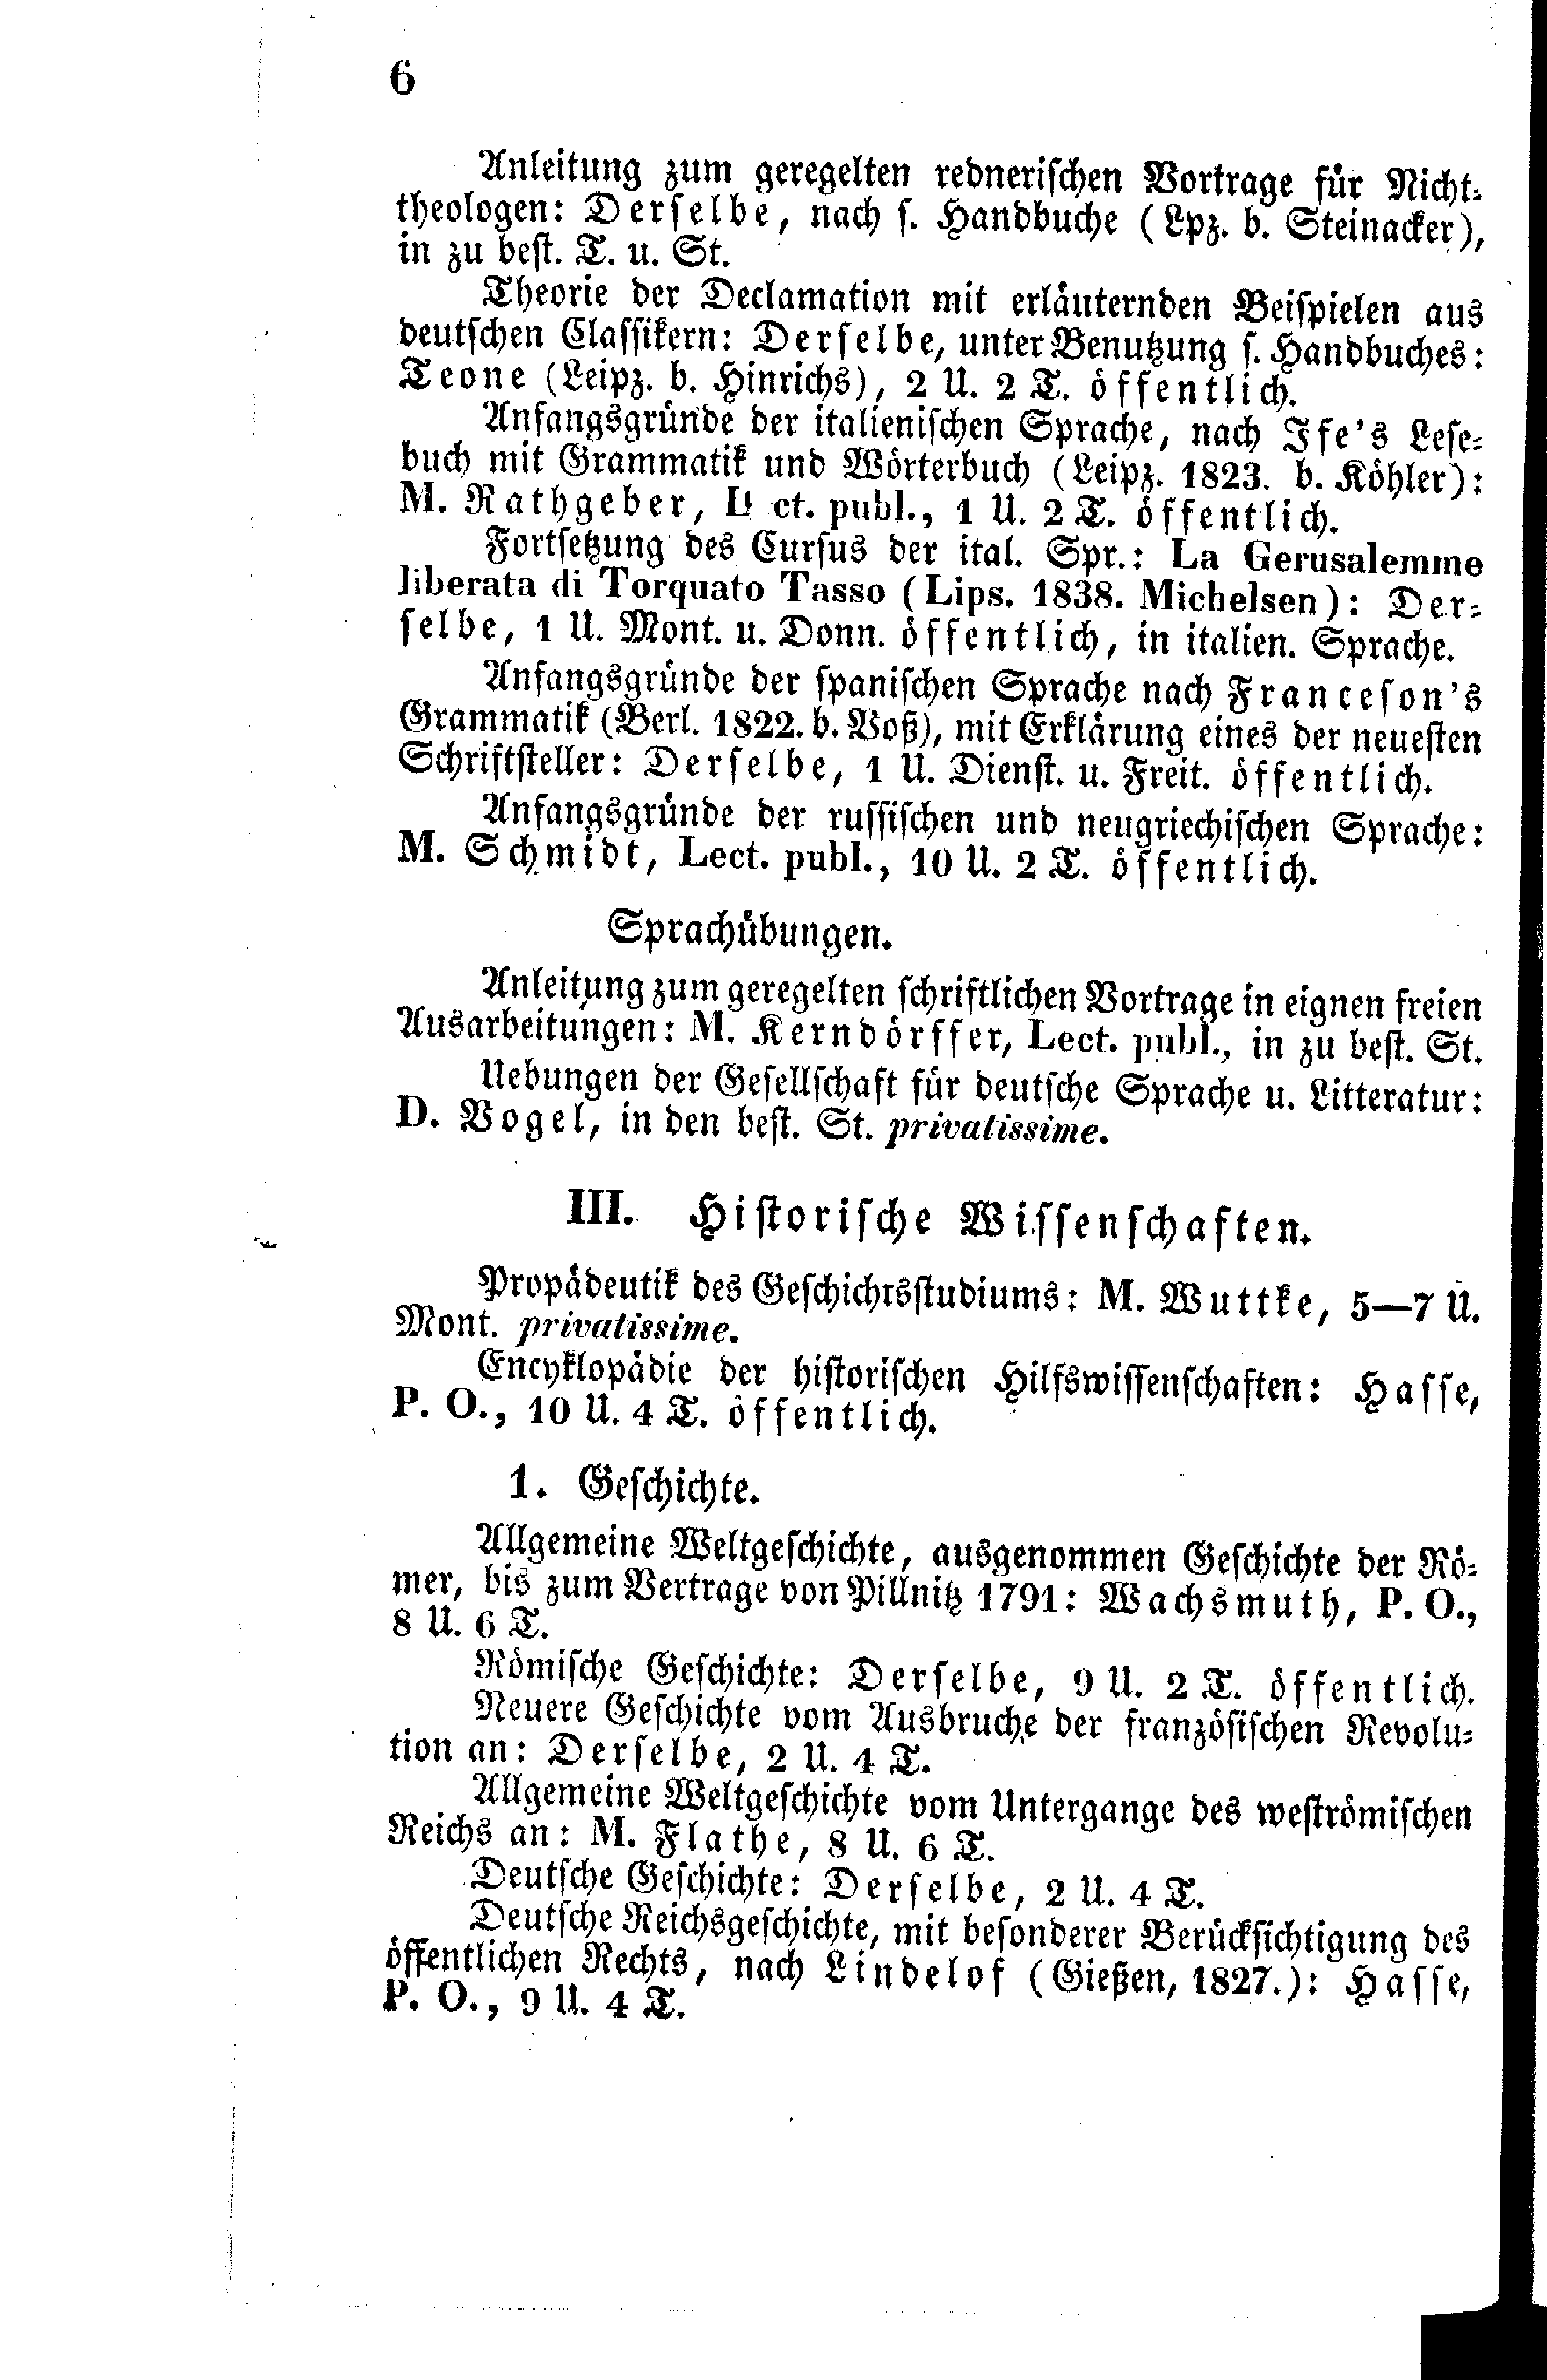 6
Anleitung zum geregelten rednerischen Vortrage für Nicht-
theologen: Derselbe, nach s. Handbuche (Lpz. b. Steinacker),
in zu best. T. u. St.
Theorie der Declamation mit erläuternden Beispielen aus
deutschen Classikern: Derselbe, unter Benutzung s. Handbuches:
Teone (Leipz. b. Hinrichs), 2 U. 2 T. öffentlich.
Anfangsgründe der italienischen Sprache, nach Ife's Lese-
buch mit Grammatik und Wörterbuch (Leipz. 1823. b. Köhler):
M. Rathgeber, Lect. publ., 1 U. 2 T. öffentlich.
Fortsetzung des Cursus der ital. Spr.: La Gerusalemme
liberata di Torquato Tasso (Lips. 1838. Michelsen): Der-
selbe, 1 U. Mont. u. Donn. öffentlich, in italien. Sprache.
Anfangsgründe der spanischen Sprache nach Franceson's
Grammatik (Berl. 1822. b. Voß), mit Erklärung eines der neuesten
Schriftsteller: Derselbe, 1 U. Dienst. u. Freit. öffentlich.
Anfangsgründe der russischen und neugriechischen Sprache:
M. Schmidt, Lect. publ., 10 U. 2 T. öffentlich.
Sprachübungen.
Anleitung zum geregelten schriftlichen Vortrage in eignen freien
Ausarbeitungen: M. Kerndörffer, Lect. publ., in zu best. St.
Uebungen der Gesellschaft für deutsche Sprache u. Litteratur:
D. Vogel, in den best. St. privatissime.
III. Historische Wissenschaften.
Propädeutik des Geschichtsstudiums: M. Wuttke, 5—7 U.
Mont. privatissime.
Encyklopädie der historischen Hilfswissenschaften: Hasse,
P. O., 10 U. 4 T. öffentlich.
1. Geschichte.
Allgemeine Weltgeschichte, ausgenommen Geschichte der Rö-
mer, bis zum Vertrage von Pillnitz 1791: Wachsmuth, P. O.,
8 U. 6 T.
Römische Geschichte: Derselbe, 9 U. 2 T. öffentlich.
Neuere Geschichte vom Ausbruche der französischen Revolu-
tion an: Derselbe, 2 U. 4 T.
Allgemeine Weltgeschichte vom Untergange des weströmischen
Reichs an: M. Flathe, 8 U. 6 T.
Deutsche Geschichte: Derselbe, 2 U. 4 T.
Deutsche Reichsgeschichte, mit besonderer Berücksichtigung des
öffentlichen Rechts, nach Lindelof (Gießen, 1827.): Hasse,
P. O., 9 U. 4 T.